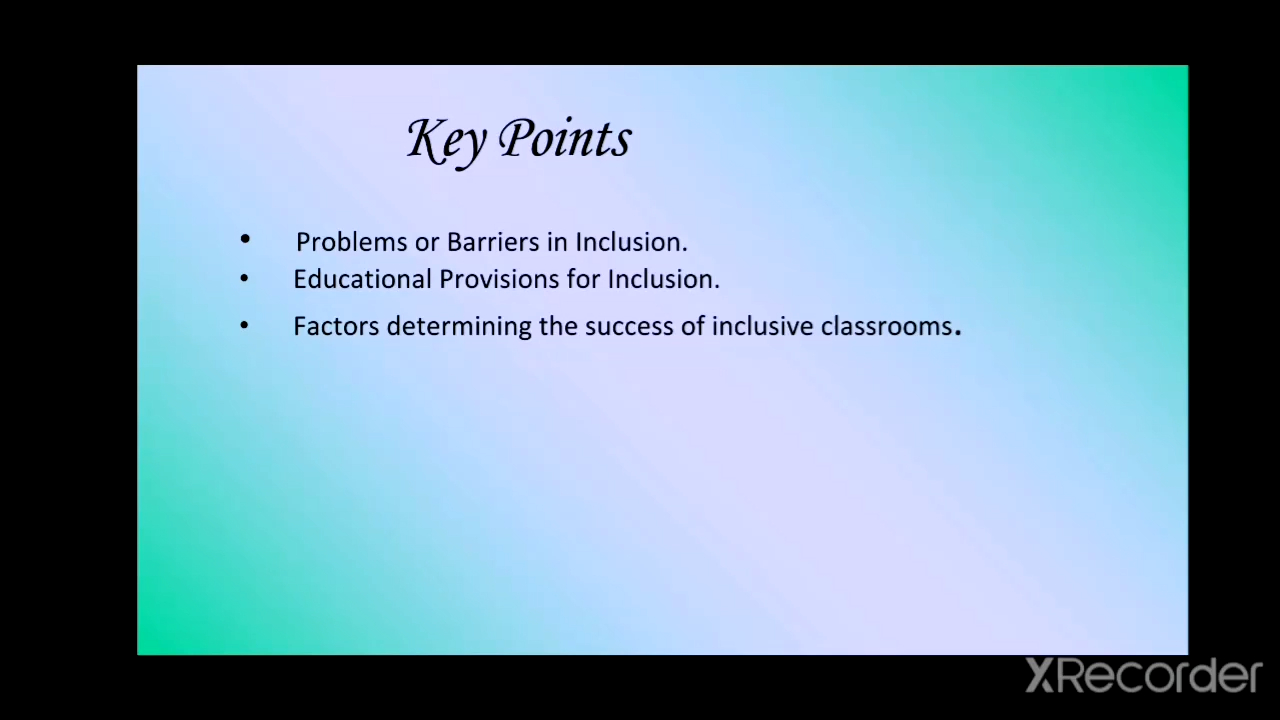 Key Points
• Problems or Barriers in Inclusion.
• Educational Provisions for Inclusion.
• Factors determining the success of inclusive classrooms.
XRecorder